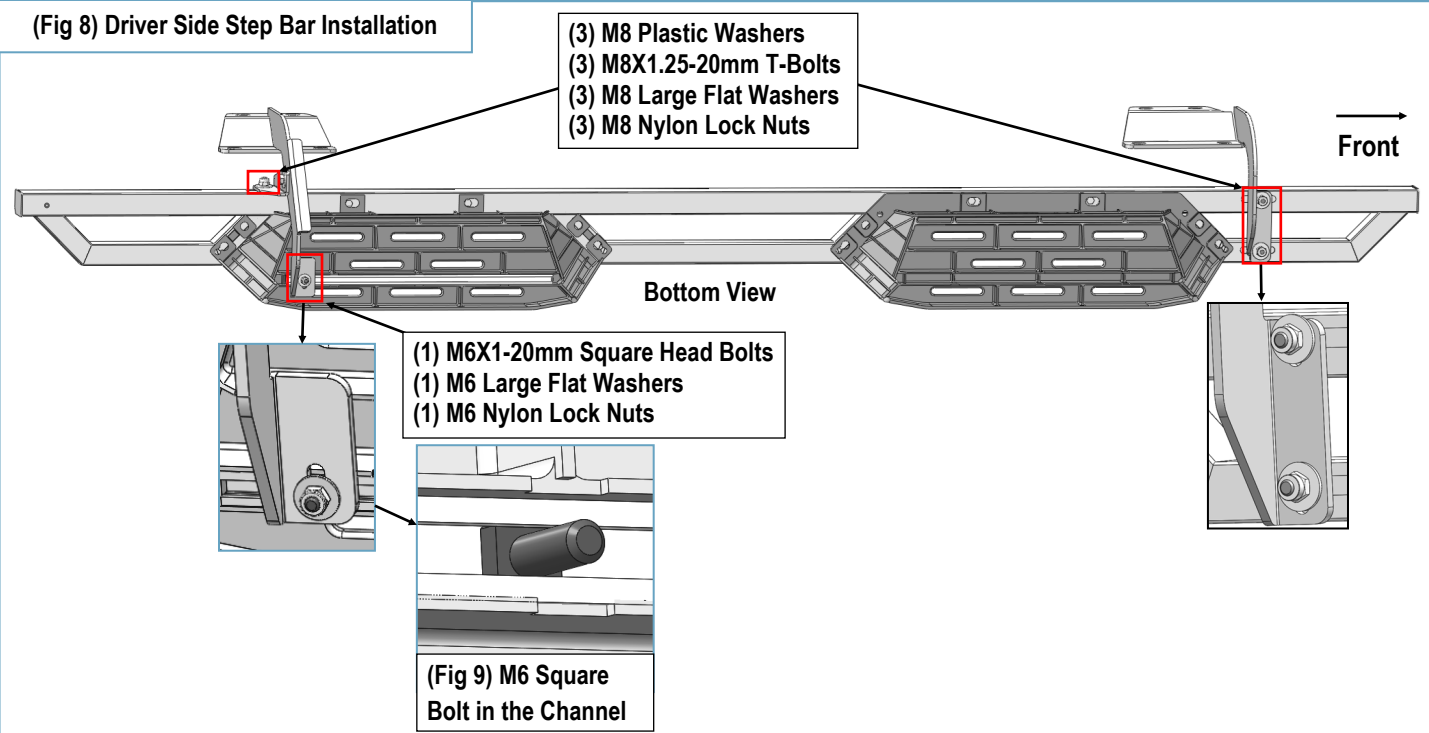 (Fig 8) Driver Side Step Bar Installation
(3) M8 Plastic Washers
(3) M8X1.25-20mm T-Bolts
(3) M8 Large Flat Washers
(3) M8 Nylon Lock Nuts
Front
Bottom View
(1) M6X1-20mm Square Head Bolts
(1) M6 Large Flat Washers
(1) M6 Nylon Lock Nuts
(Fig 9) M6 Square
Bolt in the Channel